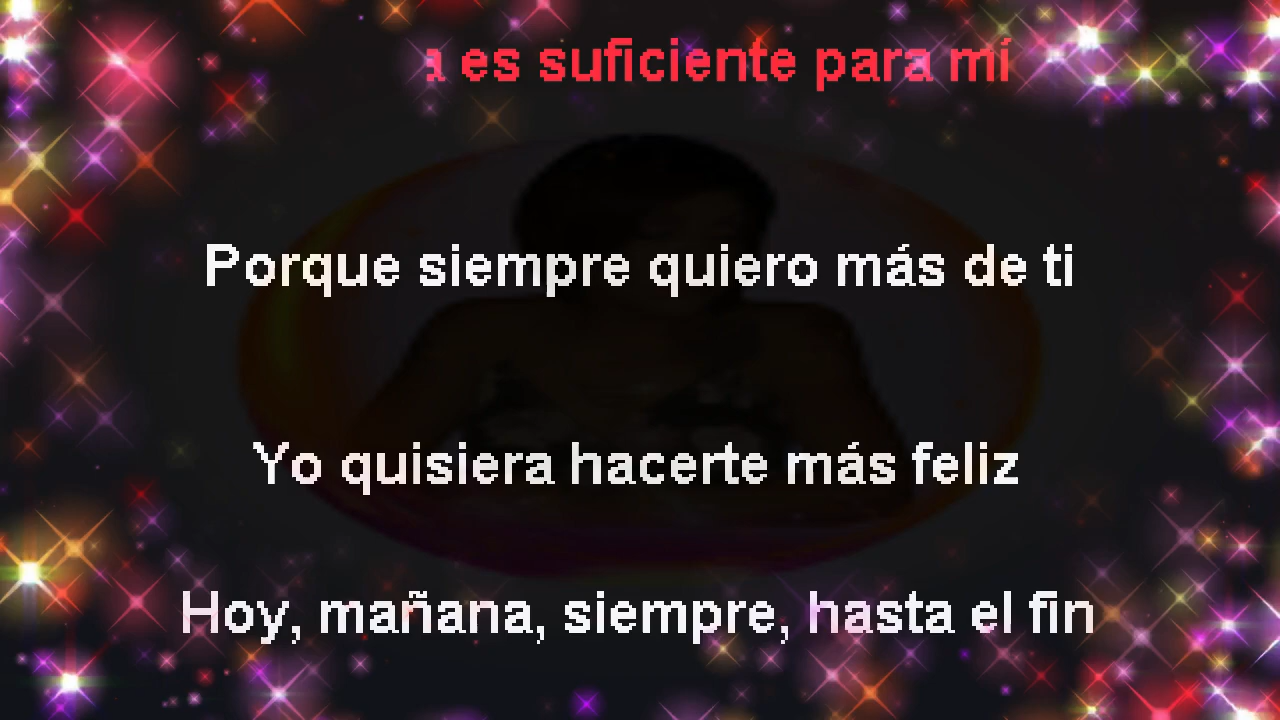 es suficiente para mí
Porque siempre quiero más de ti
Yo quisiera hacerte más feliz
Hoy, mañana, siempre, hasta el fin